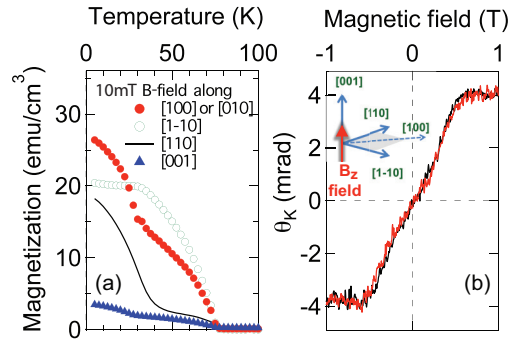 Temperature (K)
0
50
100
Magnetization (emu/cm³)
30
20
10
0
10mT B-field along
[100] or [010]
[1-10]
[110]
[001]
(a)
Magnetic field (T)
-1
0
1
θK (mrad)
4
2
0
-2
-4
[001]
[110]
[100]
[1-10]
Bz
field
(b)